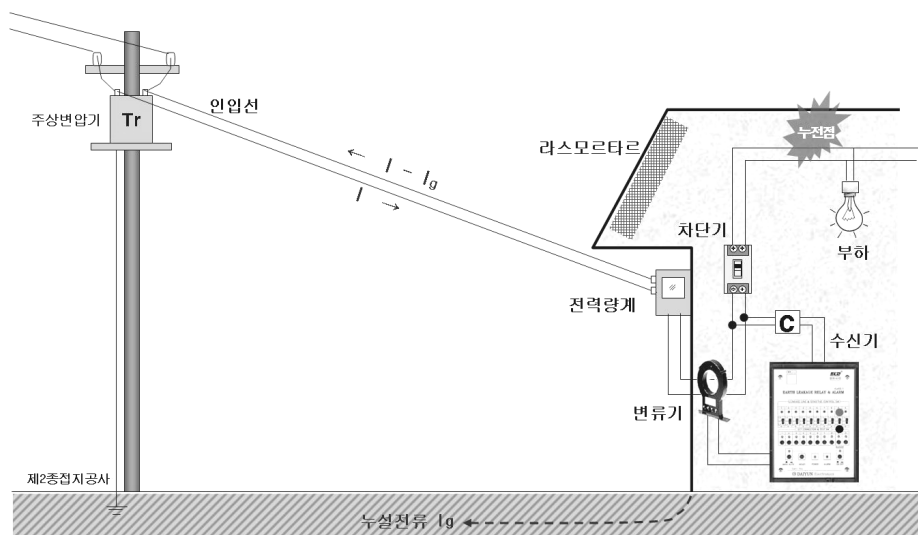 인입선
주상변압기
Tr
I - Ig
I
라스모르타르
누전점
차단기
부하
전력량계
C
수신기
변류기
EARTH LEAKAGE RELAY & ALARM
제2종접지공사
누설전류 Ig